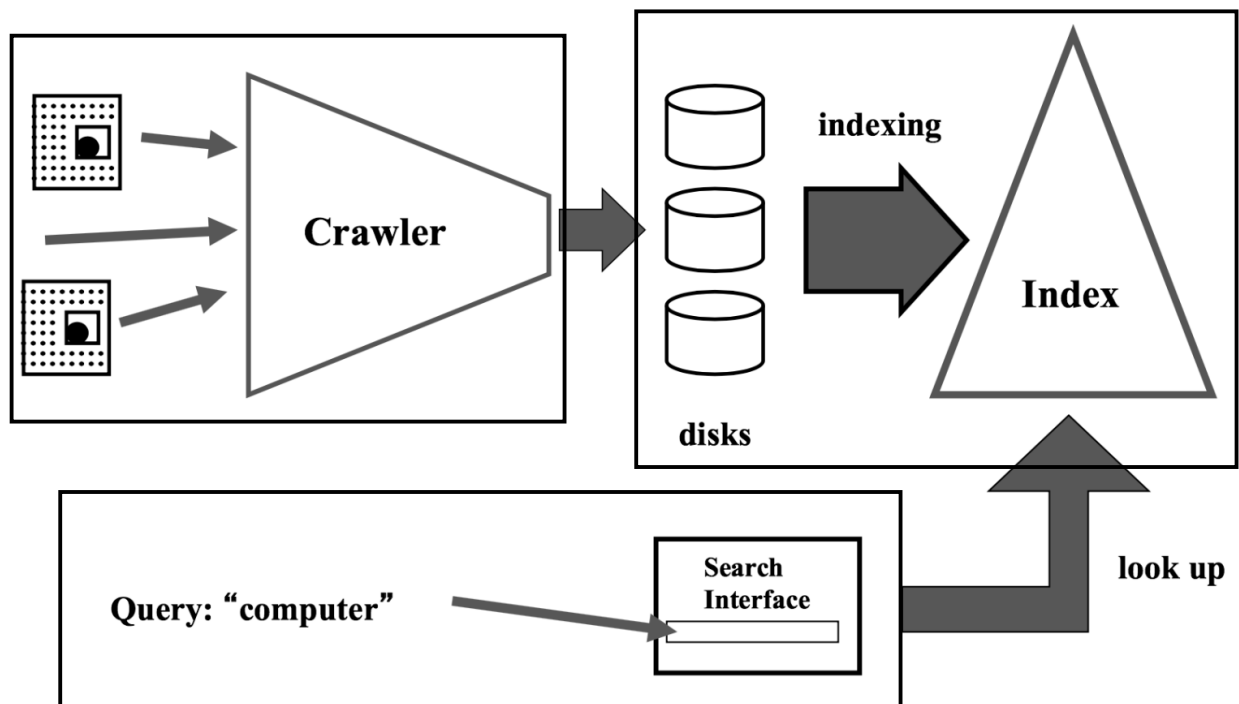 Crawler
disks
indexing
Index
Query: “computer”
Search
Interface
look up